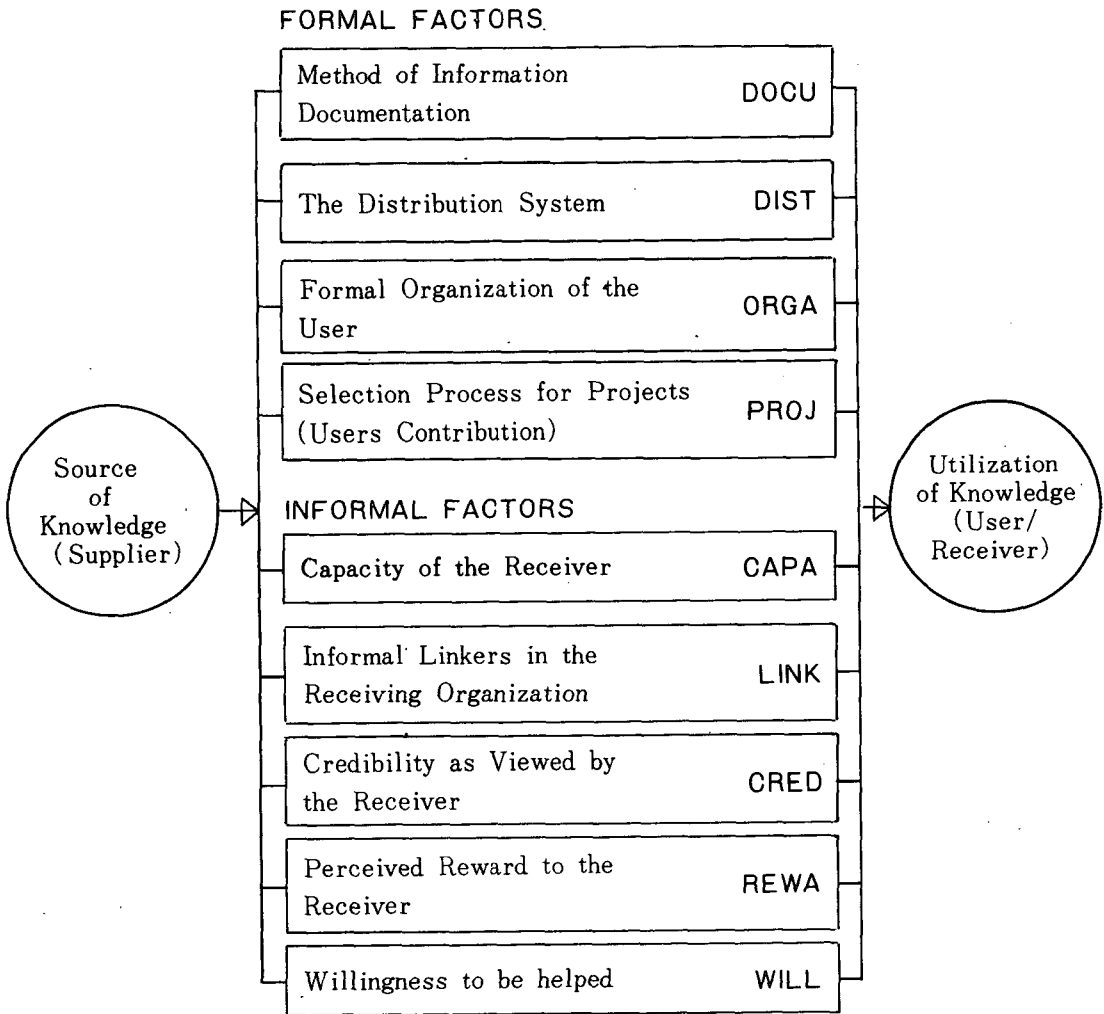 FORMAL FACTORS
Method of Information
Documentation
DOCU
The Distribution System DIST
Formal Organization of the
User
ORGA
Selection Process for Projects
(Users Contribution)
PROJ
Source
of
Knowledge
(Supplier)
Utilization
of Knowledge
(User/
Receiver)
INFORMAL FACTORS
Capacity of the Receiver CAPA
Informal Linkers in the
Receiving Organization
LINK
Credibility as Viewed by
the Receiver
CRED
Perceived Reward to the
Receiver
REWA
Willingness to be helped WILL